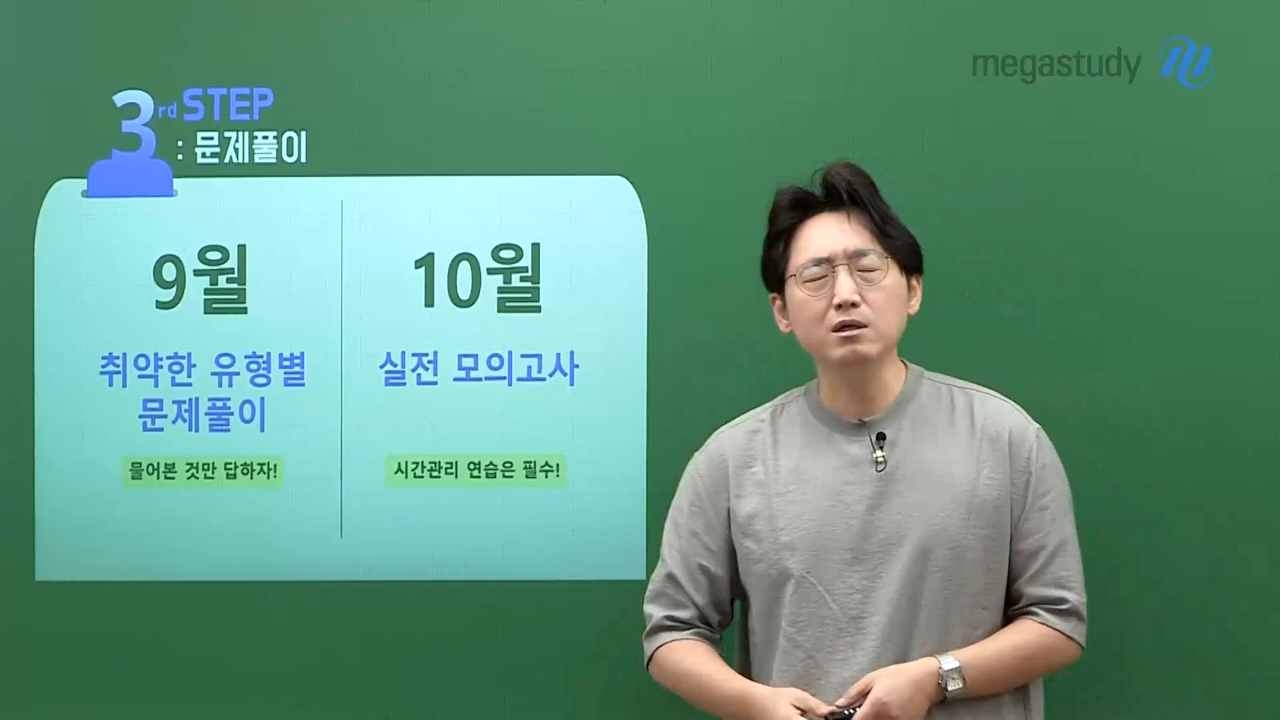 megastudy
3rd STEP
: 문제풀이
9월
취약한 유형별
문제풀이
물어본 것만 답하자!
10월
실전 모의고사
시간관리 연습은 필수!